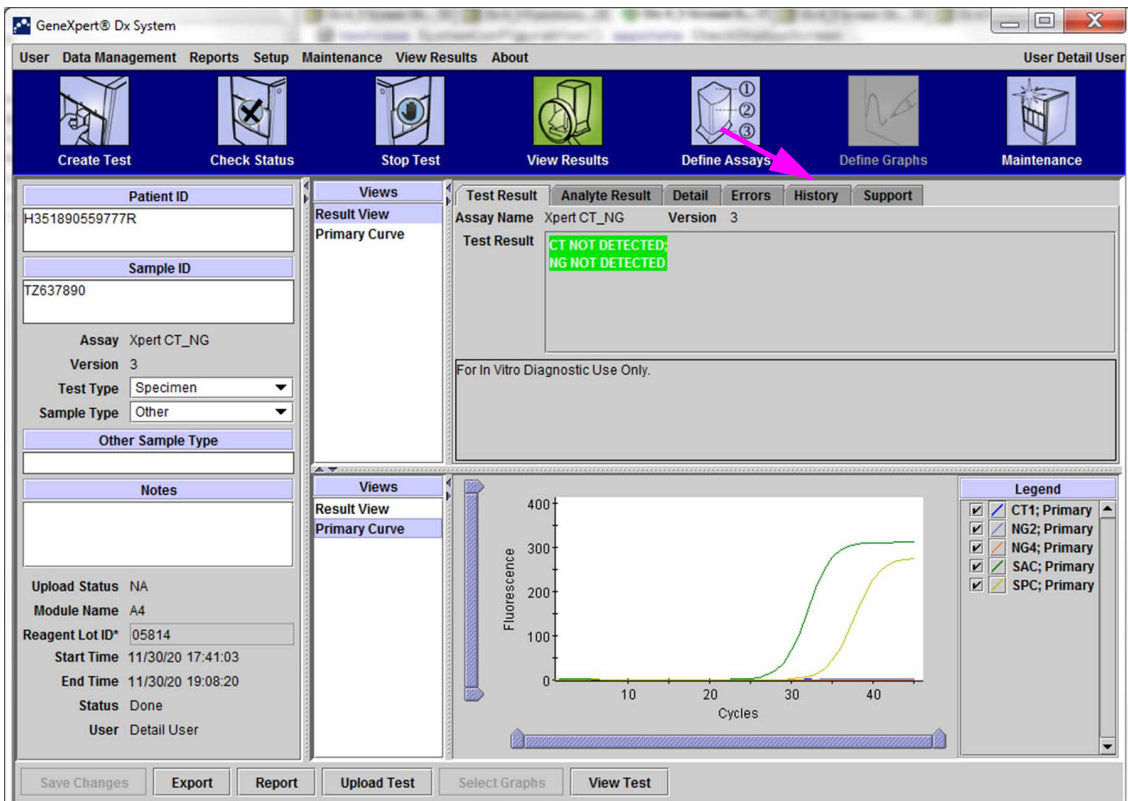 GeneXpert® Dx System
User Data Management Reports Setup Maintenance View Results About User Detail User
Create Test Check Status Stop Test View Results Define Assays Define Graphs Maintenance
① ② ③
Patient ID
H351890559777R
Sample ID
TZ637890
Assay Xpert CT_NG
Version 3
Test Type Specimen
Sample Type Other
Other Sample Type
Notes
Upload Status NA
Module Name A4
Reagent Lot ID* 05814
Start Time 11/30/20 17:41:03
End Time 11/30/20 19:08:20
Status Done
User Detail User
Views
Result View
Primary Curve
Test Result Analyte Result Detail Errors History Support
Assay Name Xpert CT_NG Version 3
Test Result
CT NOT DETECTED;
NG NOT DETECTED
For In Vitro Diagnostic Use Only.
Views
Result View
Primary Curve
400
300
200
100
0
Fluorescence
10 20 30 40
Cycles
Legend
CT1; Primary
NG2; Primary
NG4; Primary
SAC; Primary
SPC; Primary
Save Changes Export Report Upload Test Select Graphs View Test